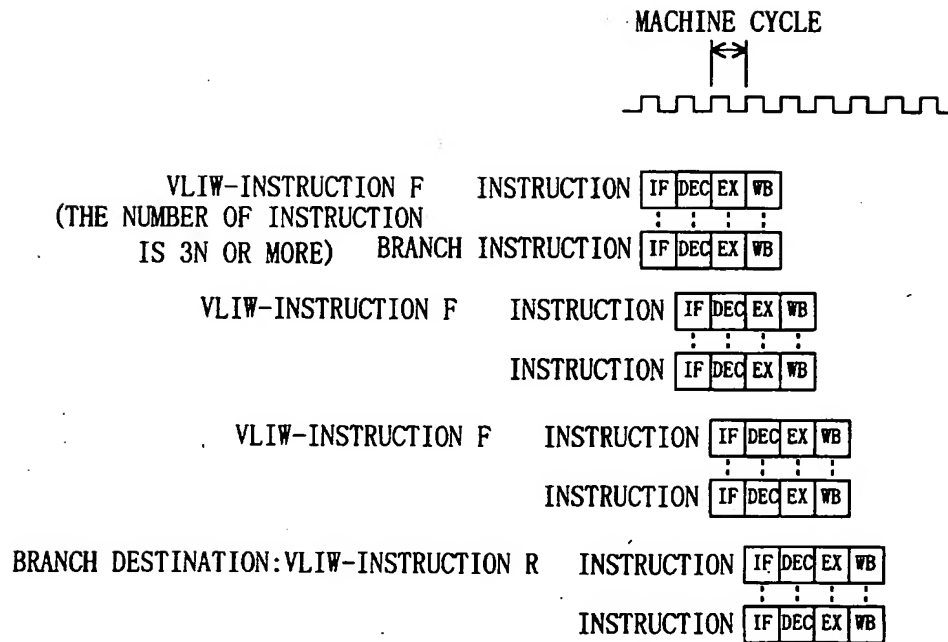 MACHINE CYCLE
VLIW-INSTRUCTION F INSTRUCTION IF DEC EX WB
(THE NUMBER OF INSTRUCTION
IS 3N OR MORE) BRANCH INSTRUCTION IF DEC EX WB
VLIW-INSTRUCTION F INSTRUCTION IF DEC EX WB
INSTRUCTION IF DEC EX WB
VLIW-INSTRUCTION F INSTRUCTION IF DEC EX WB
INSTRUCTION IF DEC EX WB
BRANCH DESTINATION:VLIW-INSTRUCTION R INSTRUCTION IF DEC EX WB
INSTRUCTION IF DEC EX WB